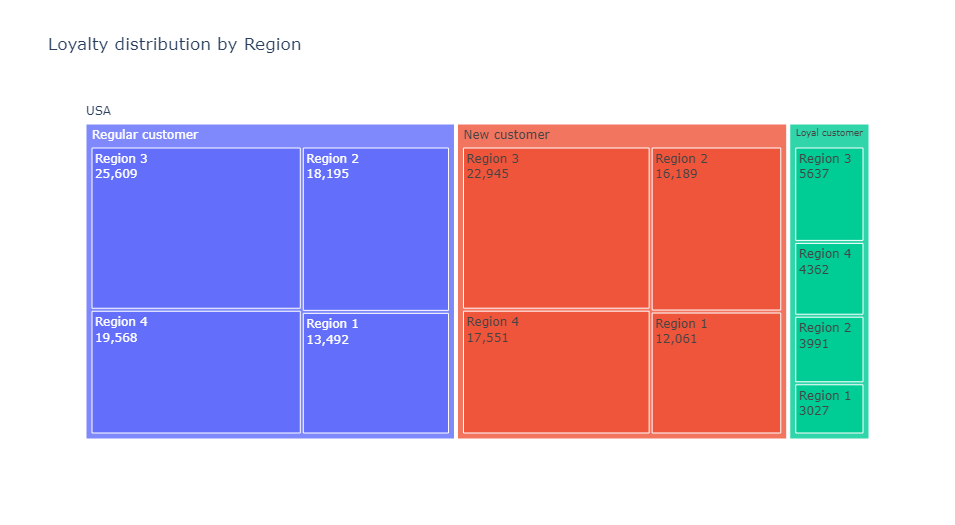 Loyalty distribution by Region
USA
Regular customer
Region 3
25,609
Region 2
18,195
Region 4
19,568
Region 1
13,492
New customer
Region 3
22,945
Region 2
16,189
Region 4
17,551
Region 1
12,061
Loyal customer
Region 3
5637
Region 4
4362
Region 2
3991
Region 1
3027